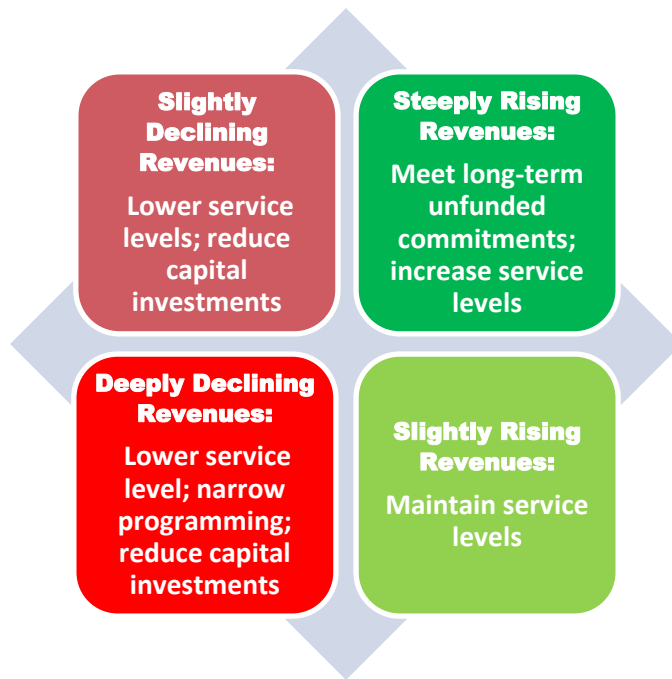 Slightly
Declining
Revenues:
Lower service
levels; reduce
capital
investments
Steeply Rising
Revenues:
Meet long-term
unfunded
commitments;
increase service
levels
Deeply Declining
Revenues:
Lower service
level; narrow
programming;
reduce capital
investments
Slightly Rising
Revenues:
Maintain service
levels